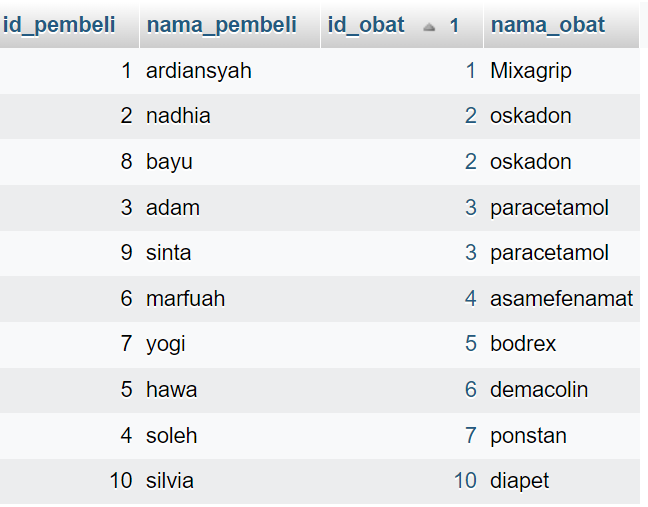 id_pembeli nama_pembeli id_obat 1 nama_obat
1 ardiansyah 1 Mixagrip
2 nadhia 2 oskadon
8 bayu 2 oskadon
3 adam 3 paracetamol
9 sinta 3 paracetamol
6 marfuah 4 asamefenamat
7 yogi 5 bodrex
5 hawa 6 demacolin
4 soleh 7 ponstan
10 silvia 10 diapet